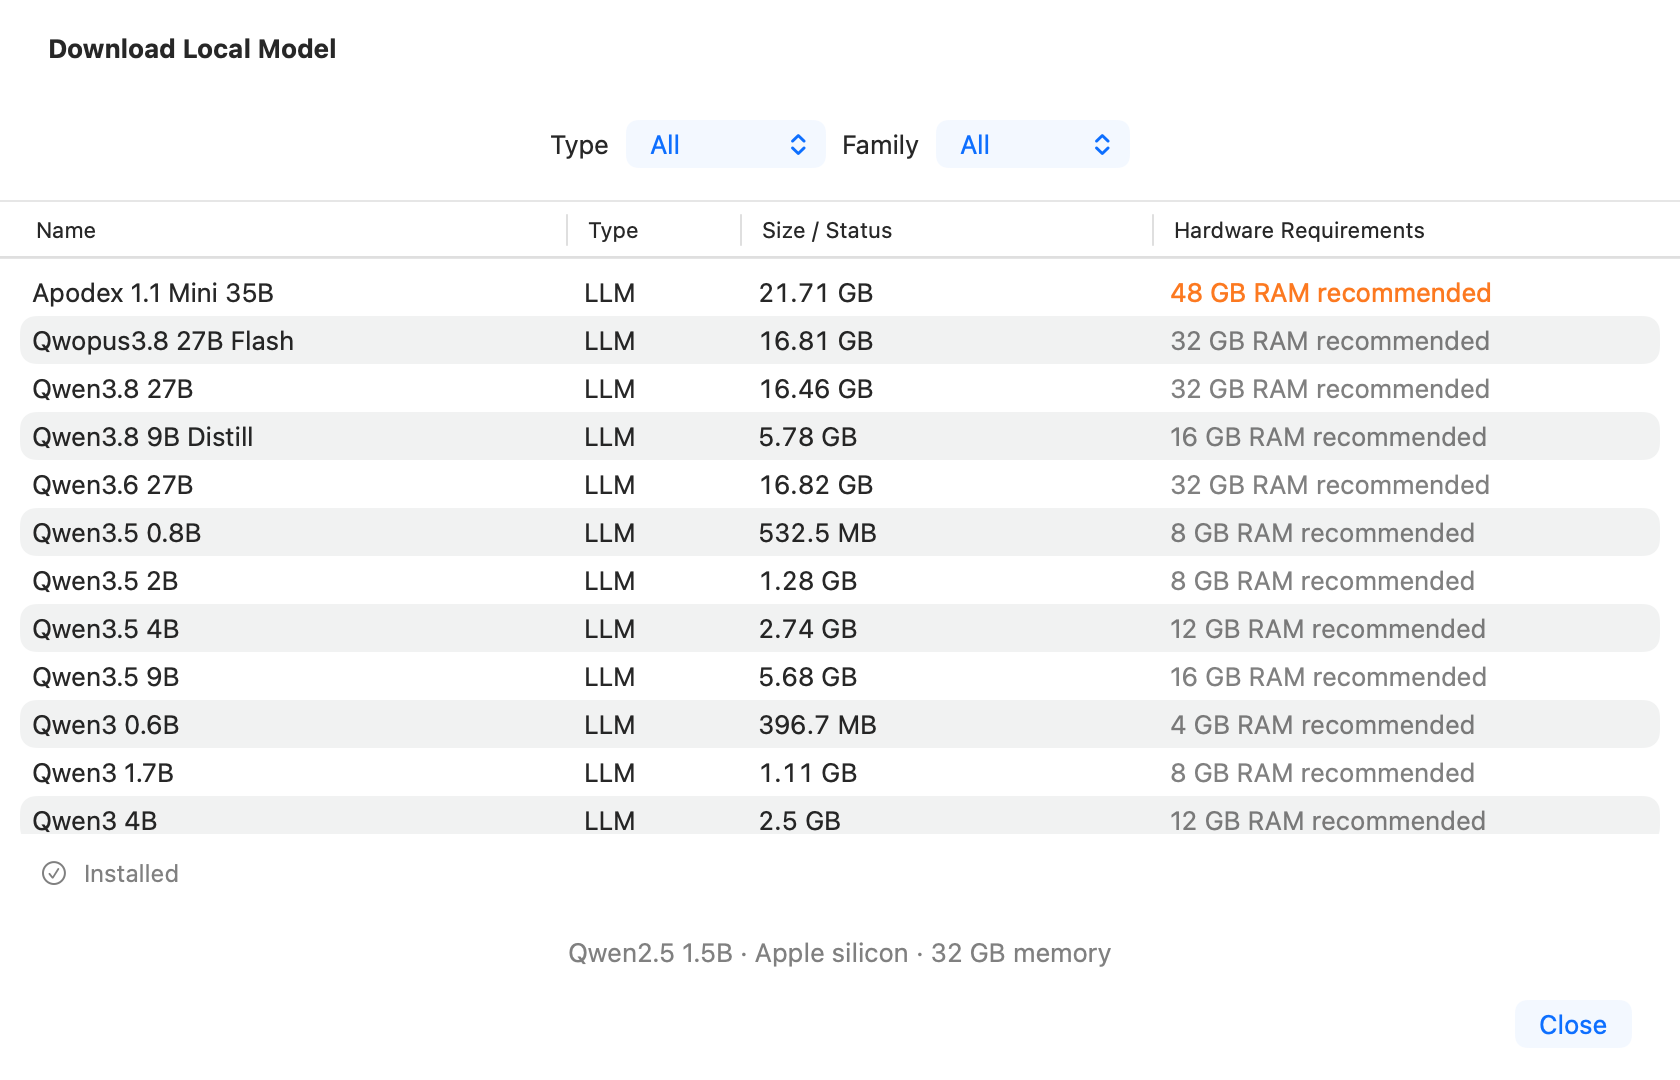 Download Local Model
Type All Family All
Name Type Size / Status Hardware Requirements
Apodex 1.1 Mini 35B LLM 21.71 GB 48 GB RAM recommended
Qwopus3.8 27B Flash LLM 16.81 GB 32 GB RAM recommended
Qwen3.8 27B LLM 16.46 GB 32 GB RAM recommended
Qwen3.8 9B Distill LLM 5.78 GB 16 GB RAM recommended
Qwen3.6 27B LLM 16.82 GB 32 GB RAM recommended
Qwen3.5 0.8B LLM 532.5 MB 8 GB RAM recommended
Qwen3.5 2B LLM 1.28 GB 8 GB RAM recommended
Qwen3.5 4B LLM 2.74 GB 12 GB RAM recommended
Qwen3.5 9B LLM 5.68 GB 16 GB RAM recommended
Qwen3 0.6B LLM 396.7 MB 4 GB RAM recommended
Qwen3 1.7B LLM 1.11 GB 8 GB RAM recommended
Qwen3 4B LLM 2.5 GB 12 GB RAM recommended
Installed
Qwen2.5 1.5B · Apple silicon · 32 GB memory
Close